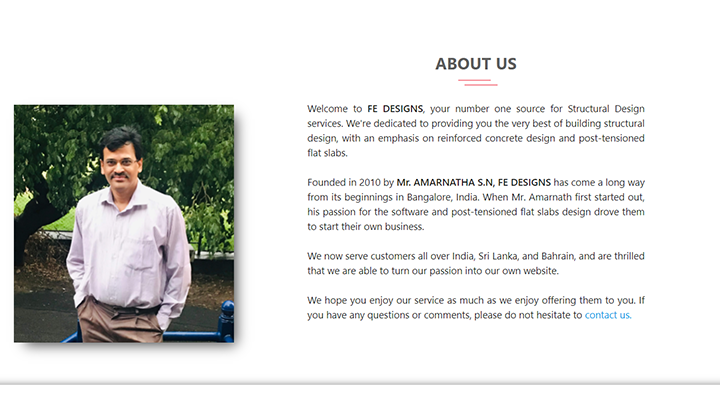 ABOUT US
Welcome to FE DESIGNS, your number one source for Structural Design
services. We're dedicated to providing you the very best of building structural
design, with an emphasis on reinforced concrete design and post-tensioned
flat slabs.
Founded in 2010 by Mr. AMARNATHA S.N, FE DESIGNS has come a long way
from its beginnings in Bangalore, India. When Mr. Amarnath first started out,
his passion for the software and post-tensioned flat slabs design drove them
to start their own business.
We now serve customers all over India, Sri Lanka, and Bahrain, and are thrilled
that we are able to turn our passion into our own website.
We hope you enjoy our service as much as we enjoy offering them to you. If
you have any questions or comments, please do not hesitate to contact us.